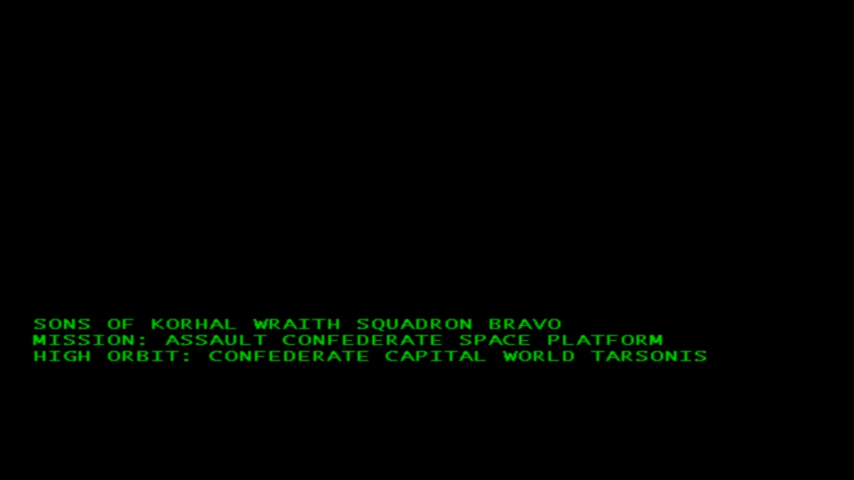 SONS OF KORHAL WRAITH SQUADRON BRAVO
MISSION: ASSAULT CONFEDERATE SPACE PLATFORM
HIGH ORBIT: CONFEDERATE CAPITAL WORLD TARSONIS